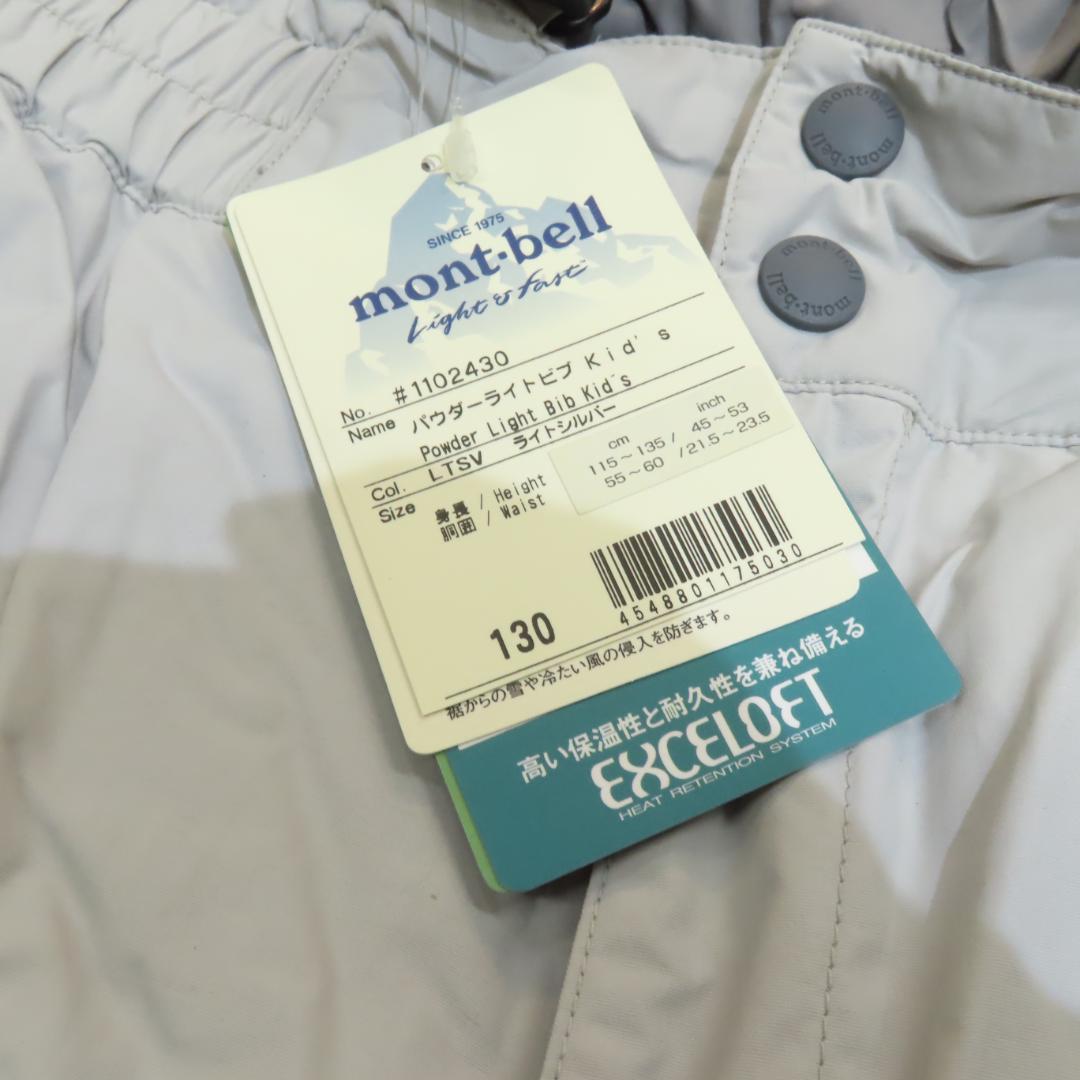 SINCE 1975
mont·bell
Light & Fast
No. #1102430
Name パウダーライトビブ Kid's
Powder Light Bib Kid's
Col. LTSV ライトシルバー
Size 身長 / Height
胴囲 / Waist
cm inch
115～135 / 45～53
55～60 / 21.5～23.5
130
4548801175030
裾からの雪や冷たい風の侵入を防ぎます。
高い保温性と耐久性を兼ね備える
EXCELOFT
HEAT RETENTION SYSTEM
mont·bell
mont·bell
mont·bell
mont·bell